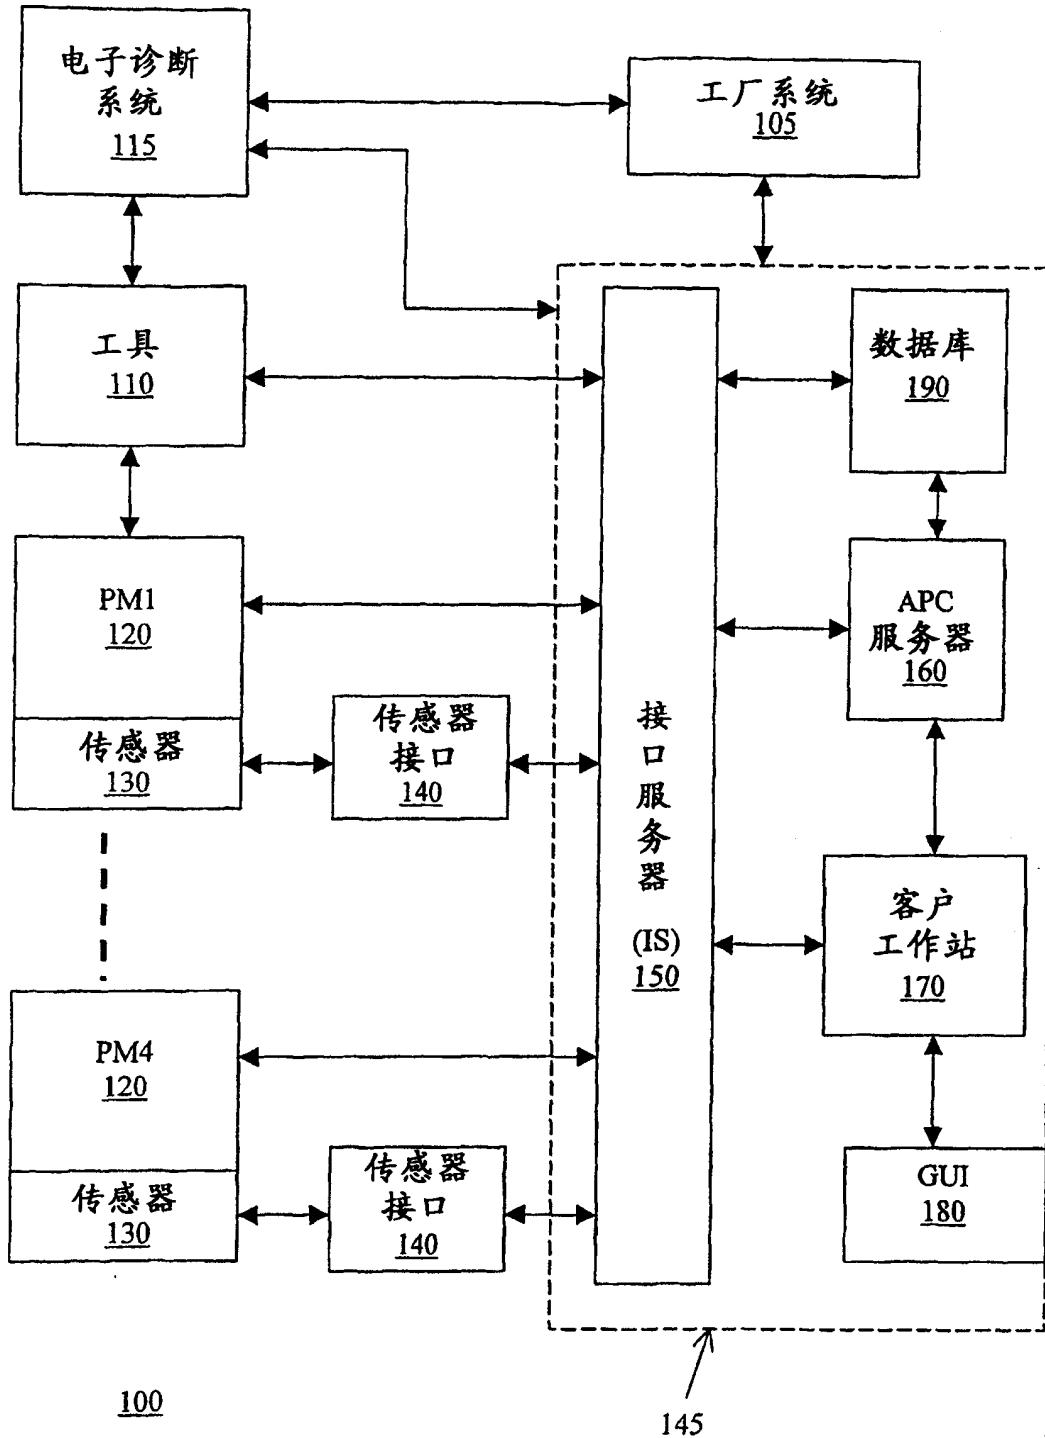 电子诊断
系统
115
工厂系统
105
工具
110
数据库
190
PM1
120
传感器
130
传感器
接口
140
APC
服务器
160
接
口
服
务
器
(IS)
150
客户
工作站
170
PM4
120
传感器
130
传感器
接口
140
GUI
180
100
145